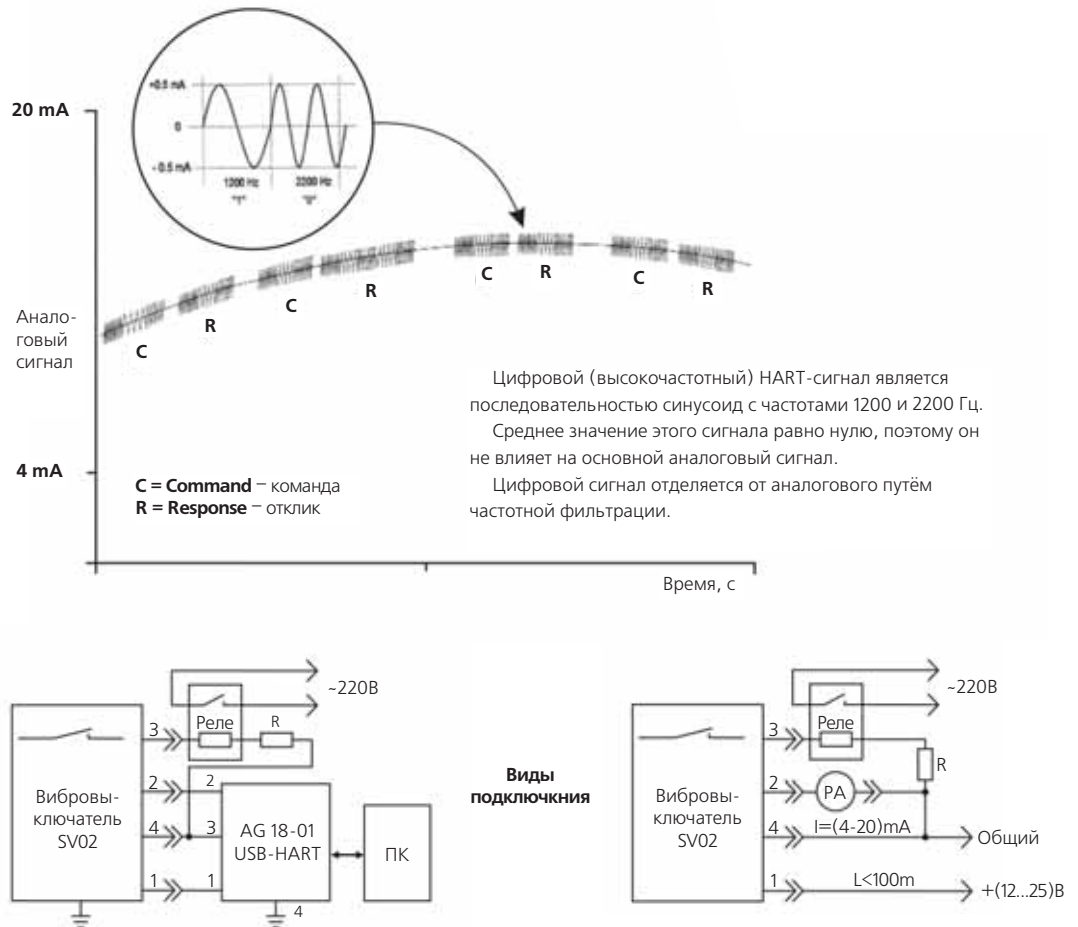 20 mA
+0.5 mA
0
- 0.5 mA
1200 Hz
2200 Hz
"1"
"0"
C
R
C
R
C
R
C
R
Анало-
говый
сигнал
Цифровой (высокочастотный) HART-сигнал является
последовательностью синусоид с частотами 1200 и 2200 Гц.
Среднее значение этого сигнала равно нулю, поэтому он
не влияет на основной аналоговый сигнал.
Цифровой сигнал отделяется от аналогового путём
частотной фильтрации.
4 mA
C = Command – команда
R = Response – отклик
Время, с
~220В
Реле
R
3
2
2
4
3
1
1
4
Вибровы-
ключатель
SV02
AG 18-01
USB-HART
ПК
Виды
подключкния
~220В
Реле
R
3
2
PA
4
I=(4-20)mA
Общий
1
L<100m
+(12...25)В
Вибровы-
ключатель
SV02